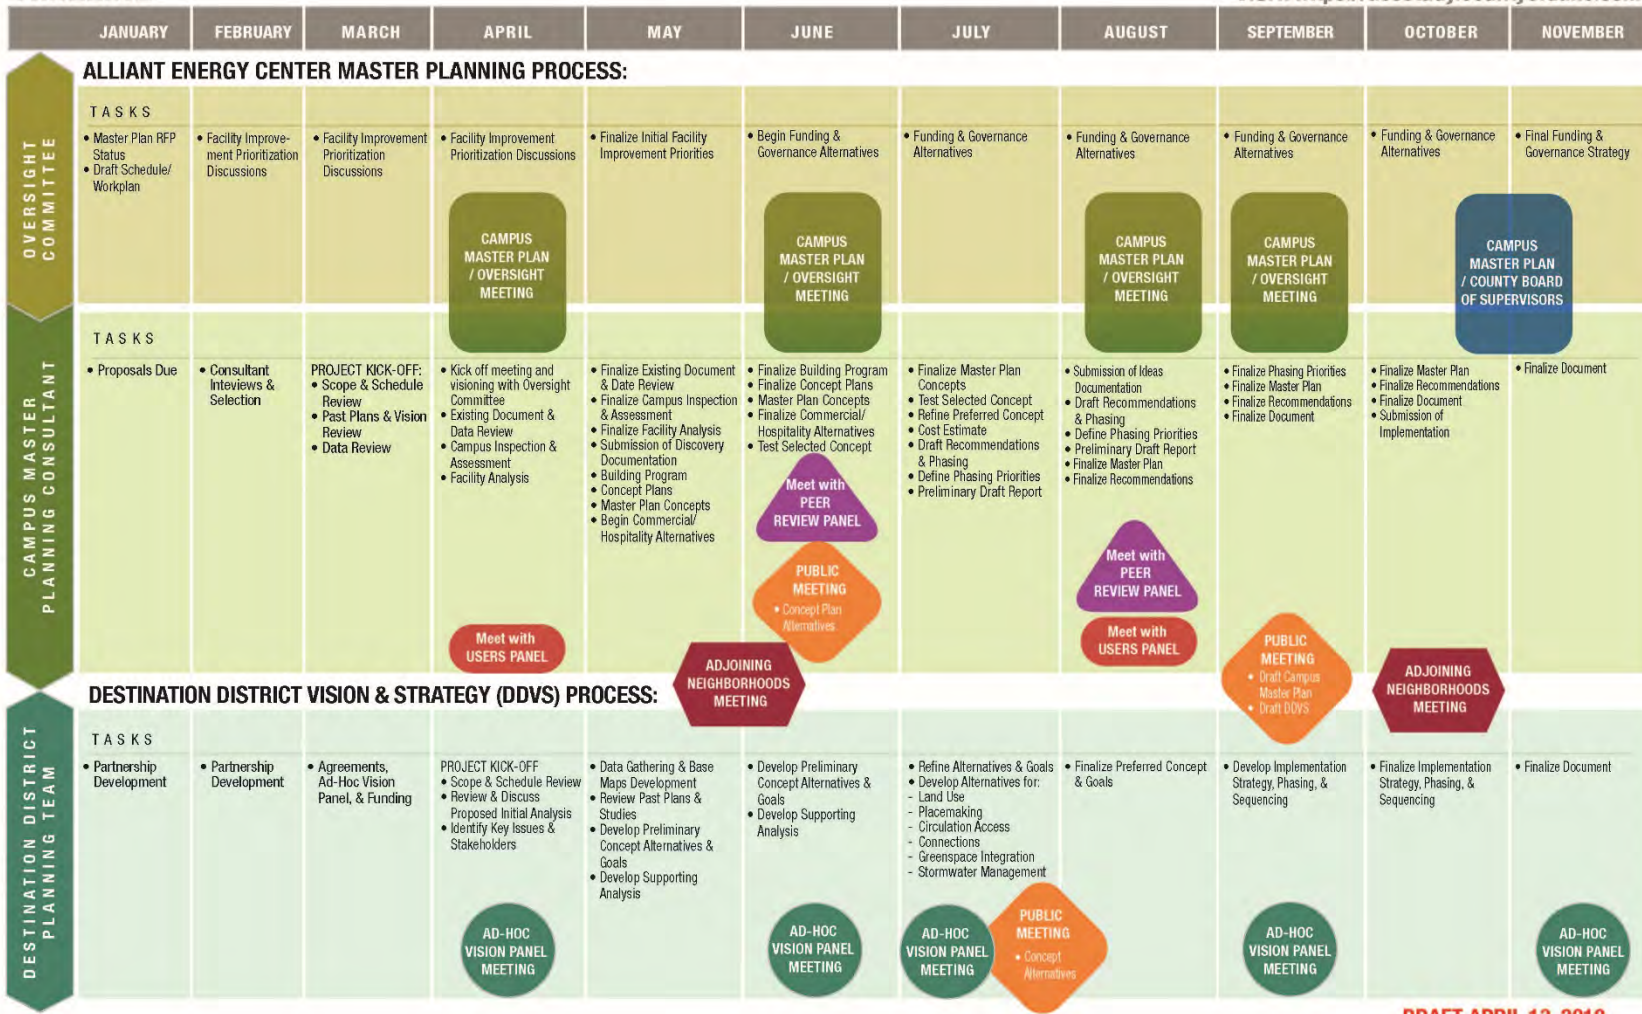 JANUARY
FEBRUARY
MARCH
APRIL
MAY
JUNE
JULY
AUGUST
SEPTEMBER
OCTOBER
NOVEMBER
ALLIANT ENERGY CENTER MASTER PLANNING PROCESS:
OVERSIGHT
COMMITTEE
TASKS
• Master Plan RFP
Status
• Draft Schedule/
Workplan
• Facility Improve-
ment Prioritization
Discussions
• Facility Improvement
Prioritization
Discussions
• Facility Improvement
Prioritization Discussions
• Finalize Initial Facility
Improvement Priorities
• Begin Funding &
Governance Alternatives
• Funding & Governance
Alternatives
• Funding & Governance
Alternatives
• Funding & Governance
Alternatives
• Funding & Governance
Alternatives
• Final Funding &
Governance Strategy
CAMPUS
MASTER PLAN
/ OVERSIGHT
MEETING
CAMPUS
MASTER PLAN
/ OVERSIGHT
MEETING
CAMPUS
MASTER PLAN
/ OVERSIGHT
MEETING
CAMPUS
MASTER PLAN
/ OVERSIGHT
MEETING
CAMPUS
MASTER PLAN
/ COUNTY BOARD
OF SUPERVISORS
CAMPUS MASTER
PLANNING CONSULTANT
TASKS
• Proposals Due
• Consultant
Inteviews &
Selection
PROJECT KICK-OFF:
• Scope & Schedule
Review
• Past Plans & Vision
Review
• Data Review
• Kick off meeting and
visioning with Oversight
Committee
• Existing Document &
Data Review
• Campus Inspection &
Assessment
• Facility Analysis
• Finalize Existing Document
& Date Review
• Finalize Campus Inspection
& Assessment
• Finalize Facility Analysis
• Submission of Discovery
Documentation
• Building Program
• Concept Plans
• Master Plan Concepts
• Begin Commercial/
Hospitality Alternatives
• Finalize Building Program
• Finalize Concept Plans
• Master Plan Concepts
• Finalize Commercial/
Hospitality Alternatives
• Test Selected Concept
• Finalize Master Plan
Concepts
• Test Selected Concept
• Refine Preferred Concept
• Cost Estimate
• Draft Recommendations
& Phasing
• Define Phasing Priorities
• Preliminary Draft Report
• Submission of Ideas
Documentation
• Draft Recommendations
& Phasing
• Define Phasing Priorities
• Preliminary Draft Report
• Finalize Master Plan
• Finalize Recommendations
• Finalize Phasing Priorities
• Finalize Master Plan
• Finalize Recommendations
• Finalize Document
• Finalize Master Plan
• Finalize Recommendations
• Finalize Document
• Submission of
Implementation
• Finalize Document
Meet with
PEER
REVIEW PANEL
PUBLIC
MEETING
• Concept Plan
Alternatives
Meet with
PEER
REVIEW PANEL
Meet with
USERS PANEL
Meet with
USERS PANEL
ADJOINING
NEIGHBORHOODS
MEETING
PUBLIC
MEETING
• Draft Campus
Master Plan
• Draft DDVS
ADJOINING
NEIGHBORHOODS
MEETING
DESTINATION DISTRICT VISION & STRATEGY (DDVS) PROCESS:
DESTINATION DISTRICT
PLANNING TEAM
TASKS
• Partnership
Development
• Partnership
Development
• Agreements,
Ad-Hoc Vision
Panel, & Funding
PROJECT KICK-OFF
• Scope & Schedule Review
• Review & Discuss
Proposed Initial Analysis
• Identify Key Issues &
Stakeholders
• Data Gathering & Base
Maps Development
• Review Past Plans &
Studies
• Develop Preliminary
Concept Alternatives &
Goals
• Develop Supporting
Analysis
• Develop Preliminary
Concept Alternatives &
Goals
• Develop Supporting
Analysis
• Refine Alternatives & Goals
• Develop Alternatives for:
- Land Use
- Placemaking
- Circulation Access
- Connections
- Greenspace Integration
- Stormwater Management
• Finalize Preferred Concept
& Goals
• Develop Implementation
Strategy, Phasing, &
Sequencing
• Finalize Implementation
Strategy, Phasing, &
Sequencing
• Finalize Document
AD-HOC
VISION PANEL
MEETING
AD-HOC
VISION PANEL
MEETING
AD-HOC
VISION PANEL
MEETING
PUBLIC
MEETING
• Concept
Alternatives
AD-HOC
VISION PANEL
MEETING
AD-HOC
VISION PANEL
MEETING